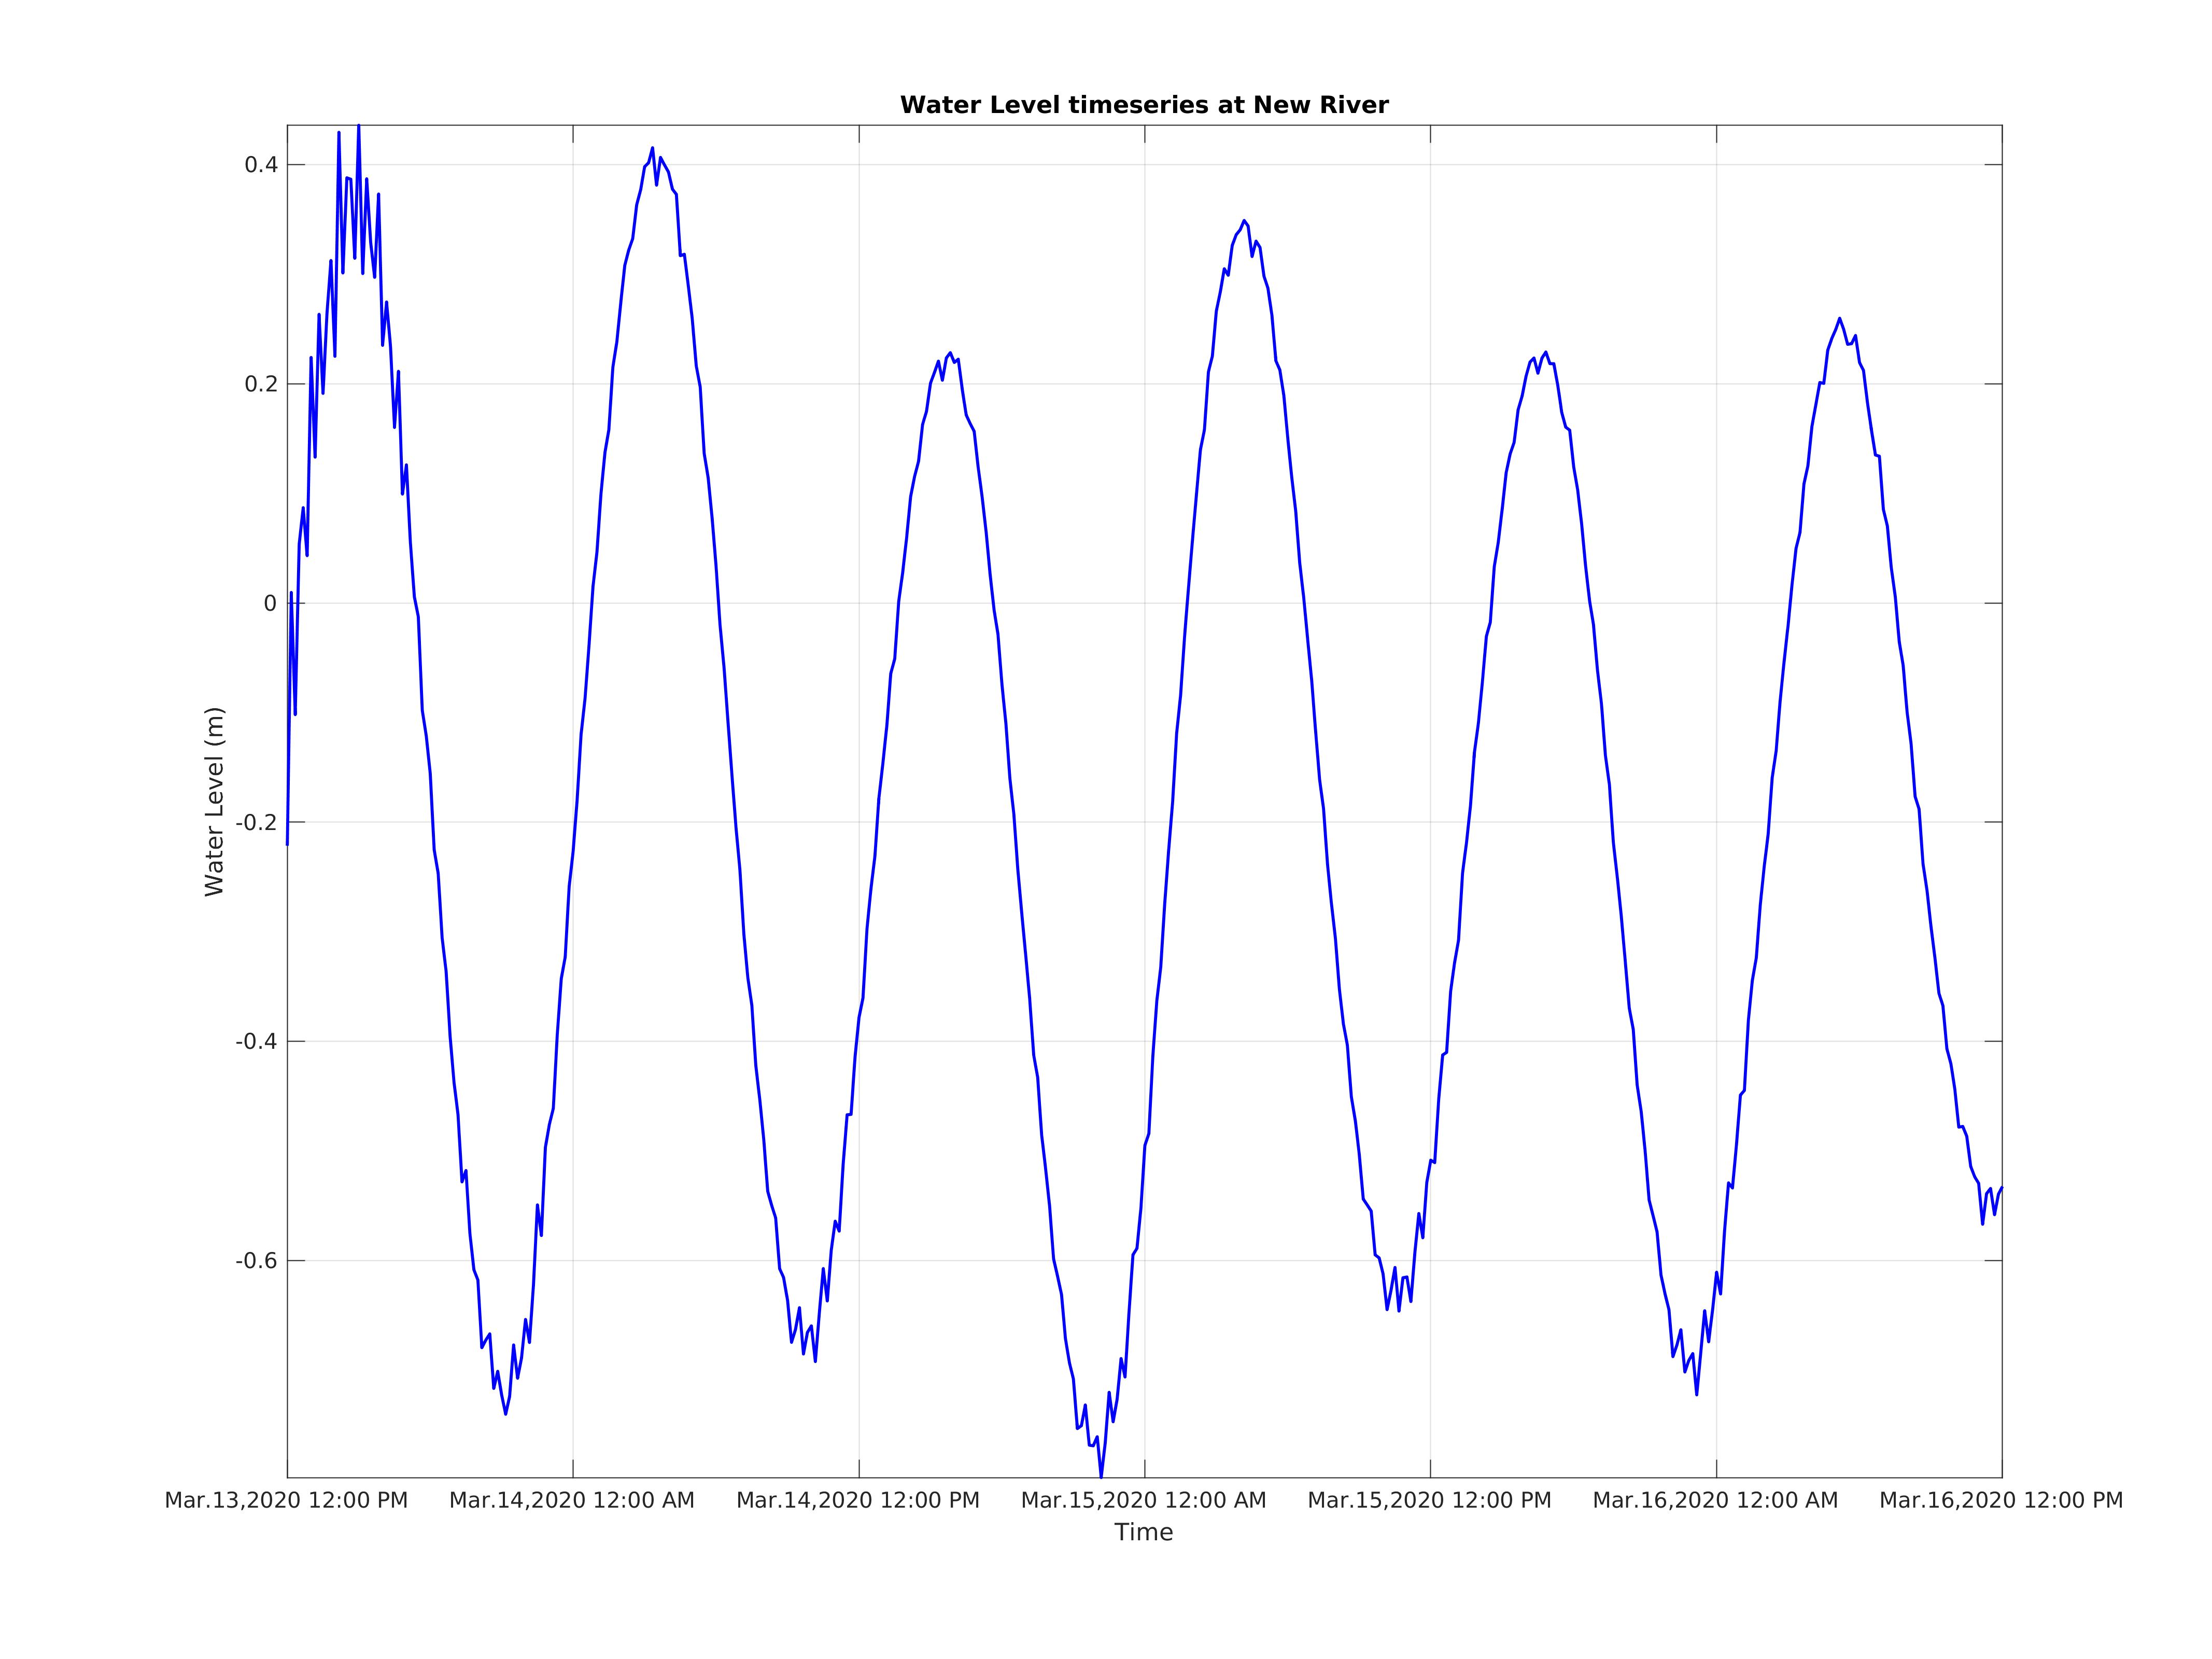 Water Level timeseries at New River
0.4
0.2
0
-0.2
-0.4
-0.6
Water Level (m)
Mar.13,2020 12:00 PM
Mar.14,2020 12:00 AM
Mar.14,2020 12:00 PM
Mar.15,2020 12:00 AM
Mar.15,2020 12:00 PM
Mar.16,2020 12:00 AM
Mar.16,2020 12:00 PM
Time